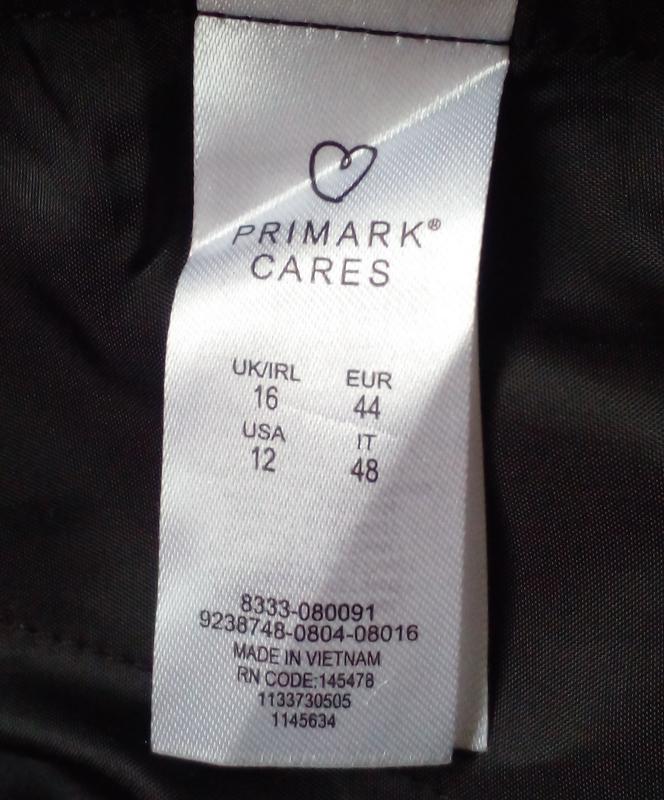 PRIMARK®
CARES
UK/IRL EUR
16 44
USA IT
12 48
8333-080091
9238748-0804-08016
MADE IN VIETNAM
RN CODE:145478
1133730505
1145634